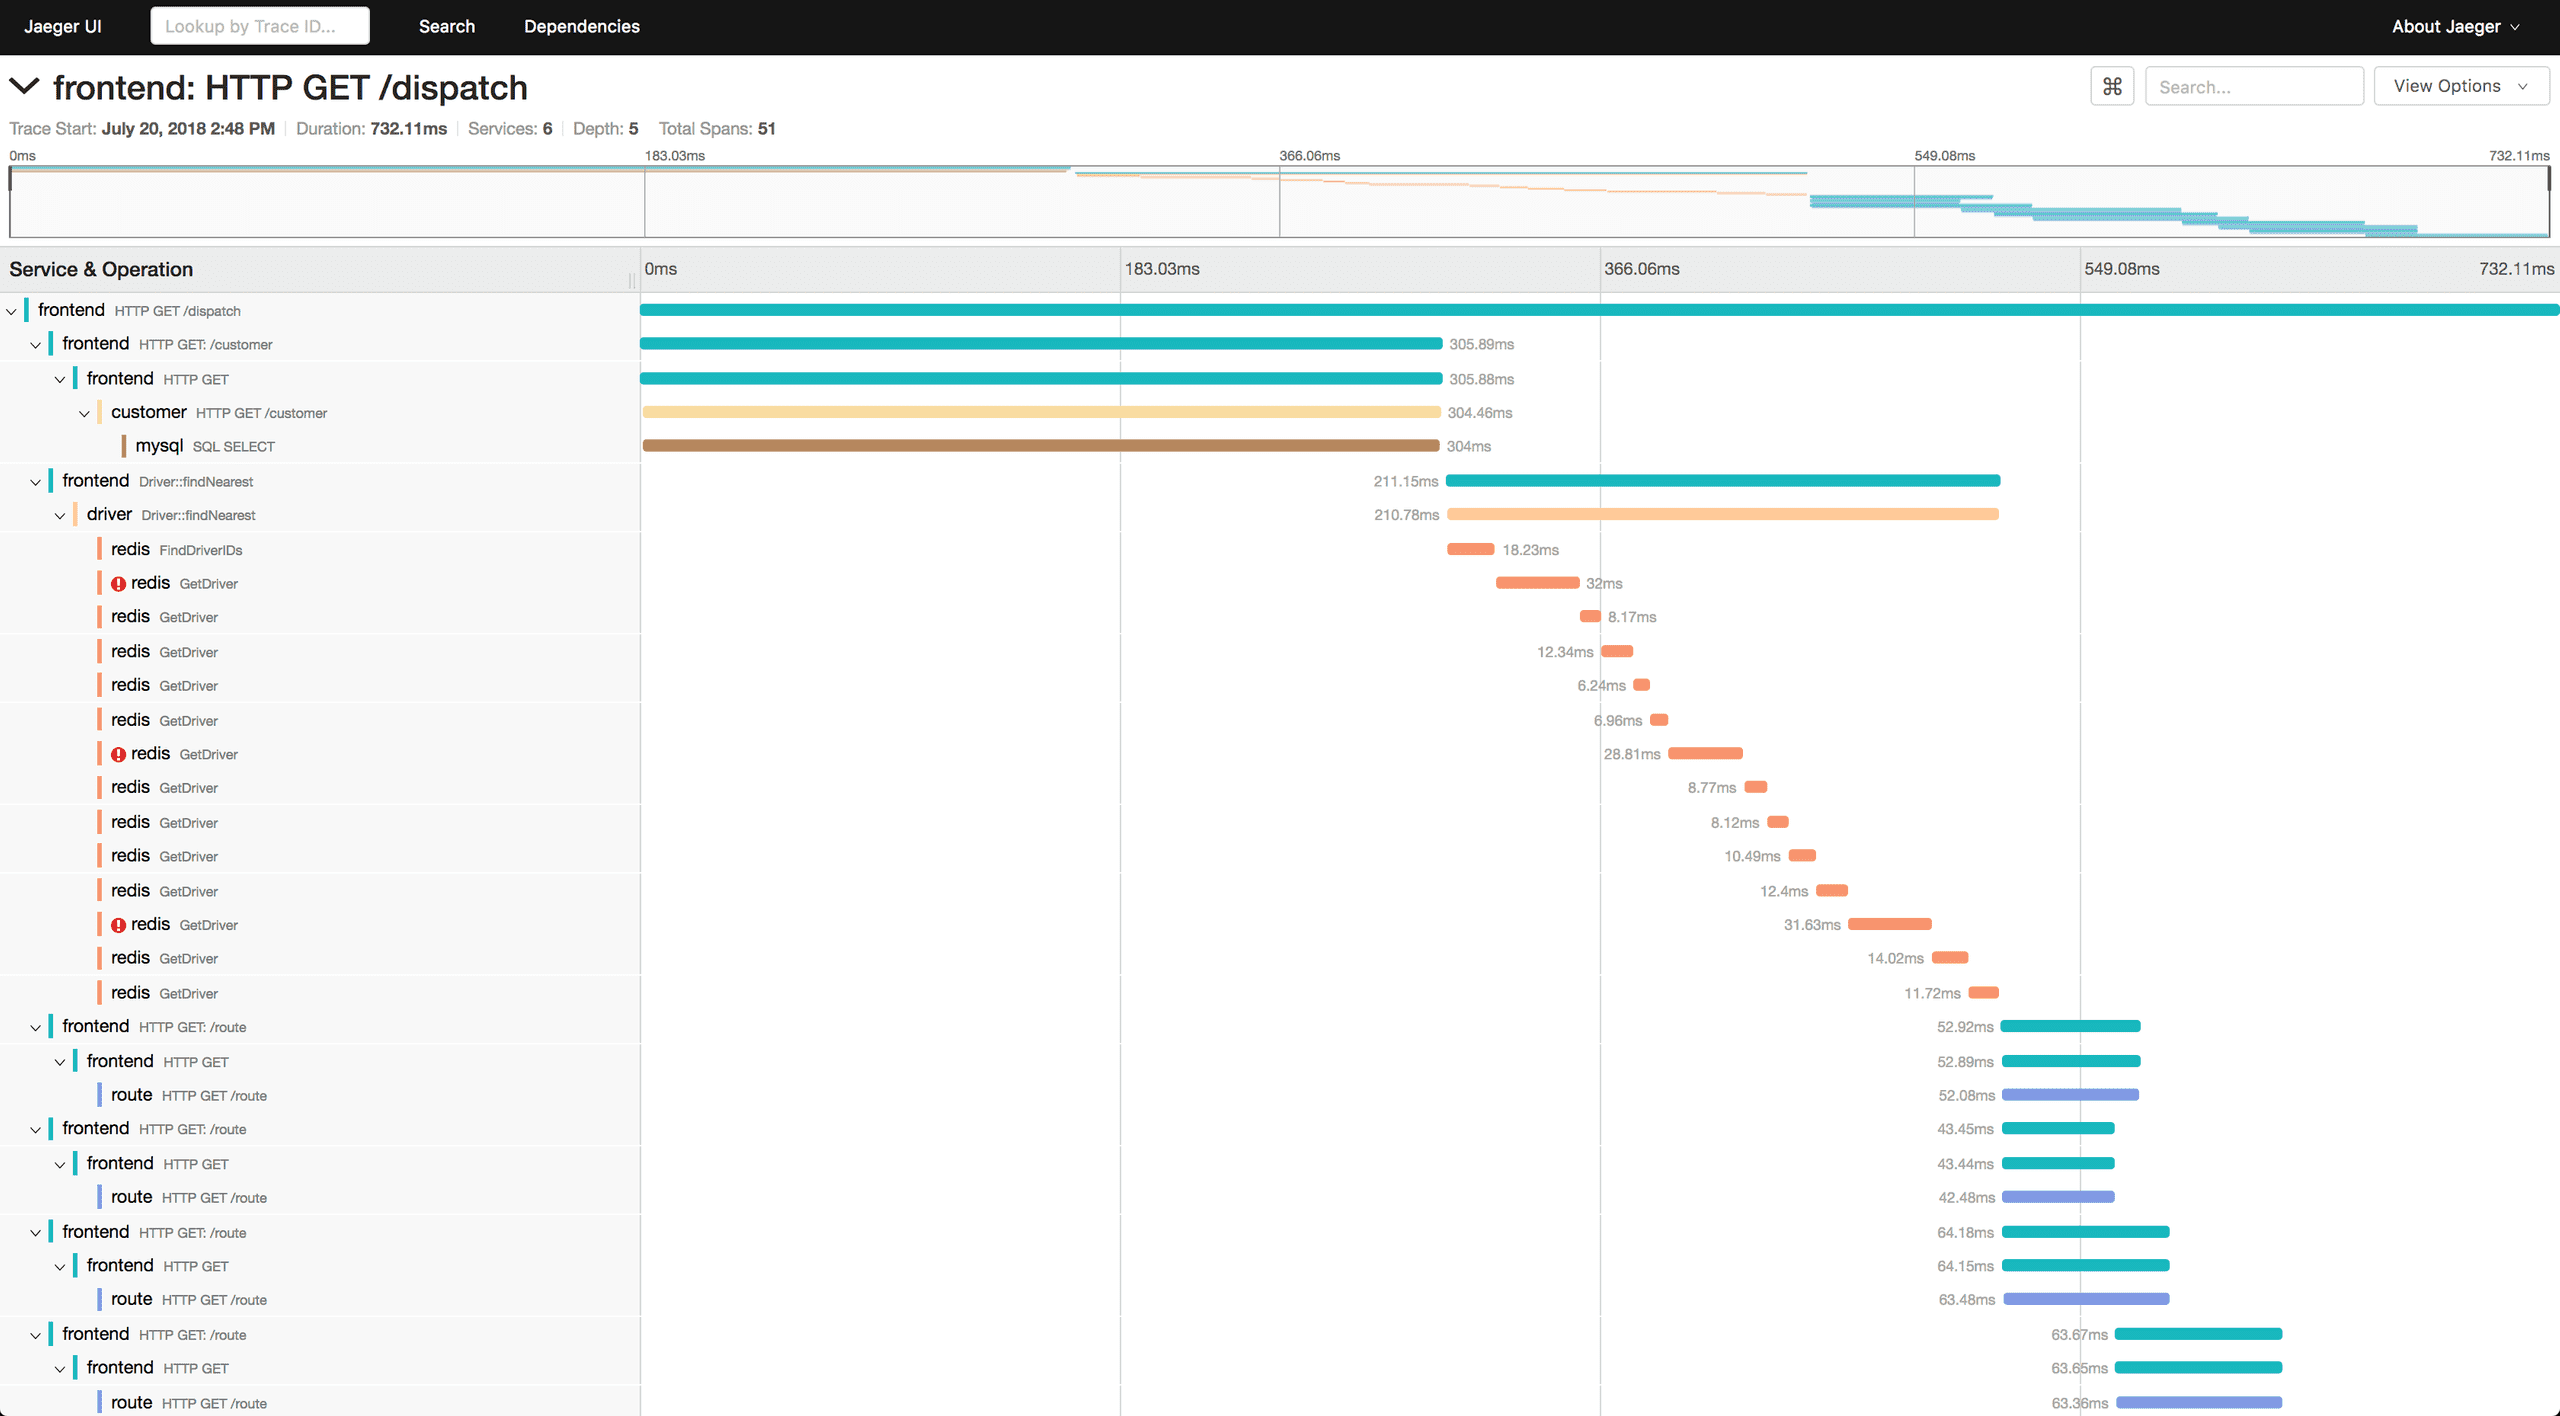 Jaeger UI Lookup by Trace ID... Search Dependencies About Jaeger
frontend: HTTP GET /dispatch ⌘ Search... View Options
Trace Start: July 20, 2018 2:48 PM Duration: 732.11ms Services: 6 Depth: 5 Total Spans: 51
0ms 183.03ms 366.06ms 549.08ms 732.11ms
Service & Operation 0ms 183.03ms 366.06ms 549.08ms 732.11ms
frontend HTTP GET /dispatch
frontend HTTP GET: /customer 305.89ms
frontend HTTP GET 305.88ms
customer HTTP GET /customer 304.46ms
mysql SQL SELECT 304ms
frontend Driver::findNearest 211.15ms
driver Driver::findNearest 210.78ms
redis FindDriverIDs 18.23ms
redis GetDriver 32ms
redis GetDriver 8.17ms
redis GetDriver 12.34ms
redis GetDriver 6.24ms
redis GetDriver 6.96ms
redis GetDriver 28.81ms
redis GetDriver 8.77ms
redis GetDriver 8.12ms
redis GetDriver 10.49ms
redis GetDriver 12.4ms
redis GetDriver 31.63ms
redis GetDriver 14.02ms
redis GetDriver 11.72ms
frontend HTTP GET: /route 52.92ms
frontend HTTP GET 52.89ms
route HTTP GET /route 52.08ms
frontend HTTP GET: /route 43.45ms
frontend HTTP GET 43.44ms
route HTTP GET /route 42.48ms
frontend HTTP GET: /route 64.18ms
frontend HTTP GET 64.15ms
route HTTP GET /route 63.48ms
frontend HTTP GET: /route 63.67ms
frontend HTTP GET 63.65ms
route HTTP GET /route 63.36ms